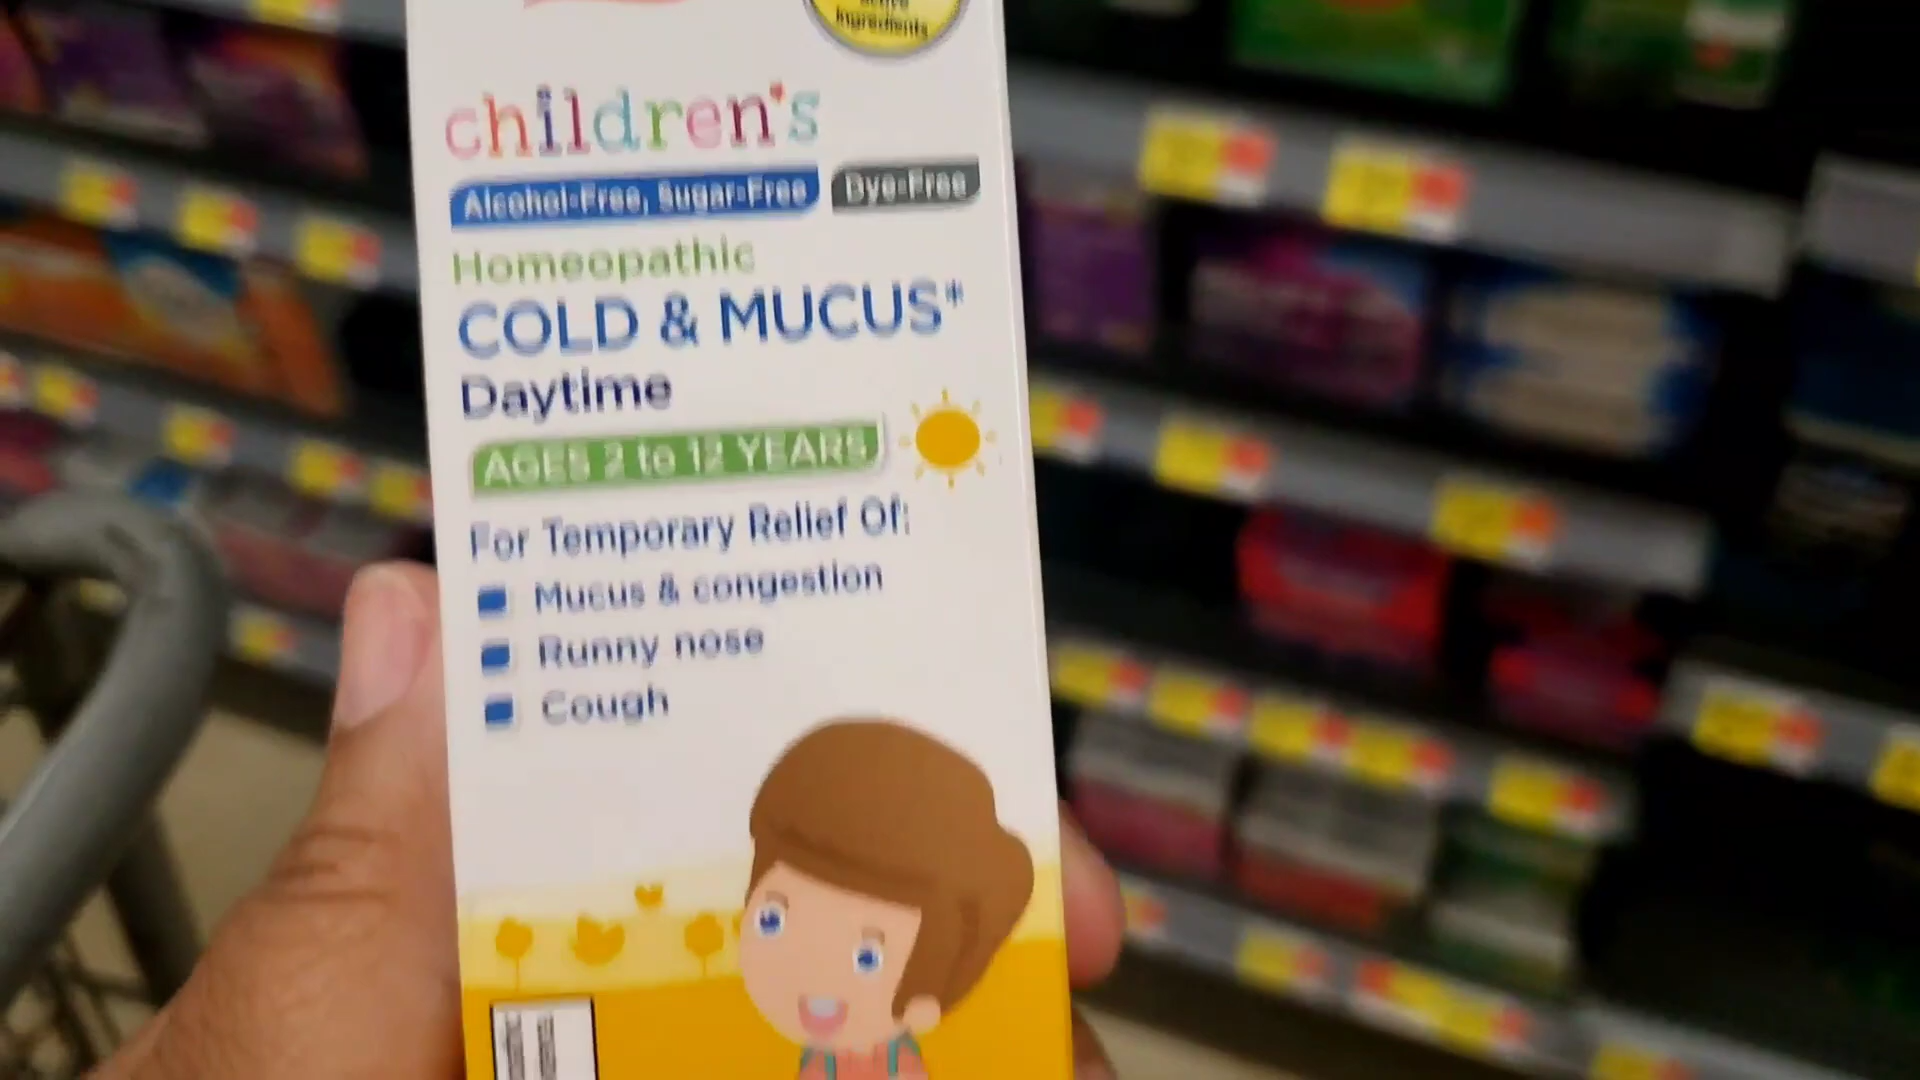 ingredients
children's
Alcohol-Free, Sugar-Free
Dye-Free
Homeopathic
COLD & MUCUS*
Daytime
AGES 2 to 12 YEARS
For Temporary Relief Of:
Mucus & congestion
Runny nose
Cough